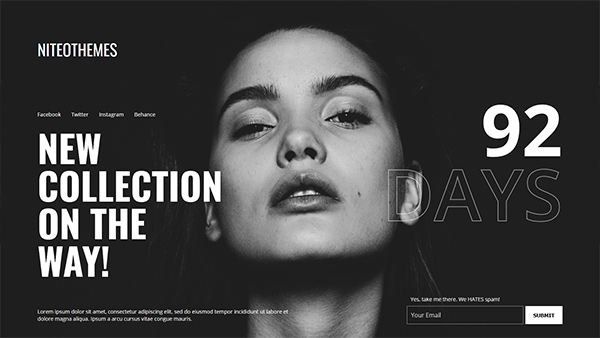 NITEOTHEMES
Facebook Twitter Instagram Behance
NEW
COLLECTION
ON THE
WAY!
92
DAYS
Lorem ipsum dolor sit amet, consectetur adipiscing elit, sed do eiusmod tempor incididunt ut labore et
dolore magna aliqua. Ipsum a arcu cursus vitae congue mauris.
Yes, take me there. We HATES spam!
Your Email
SUBMIT